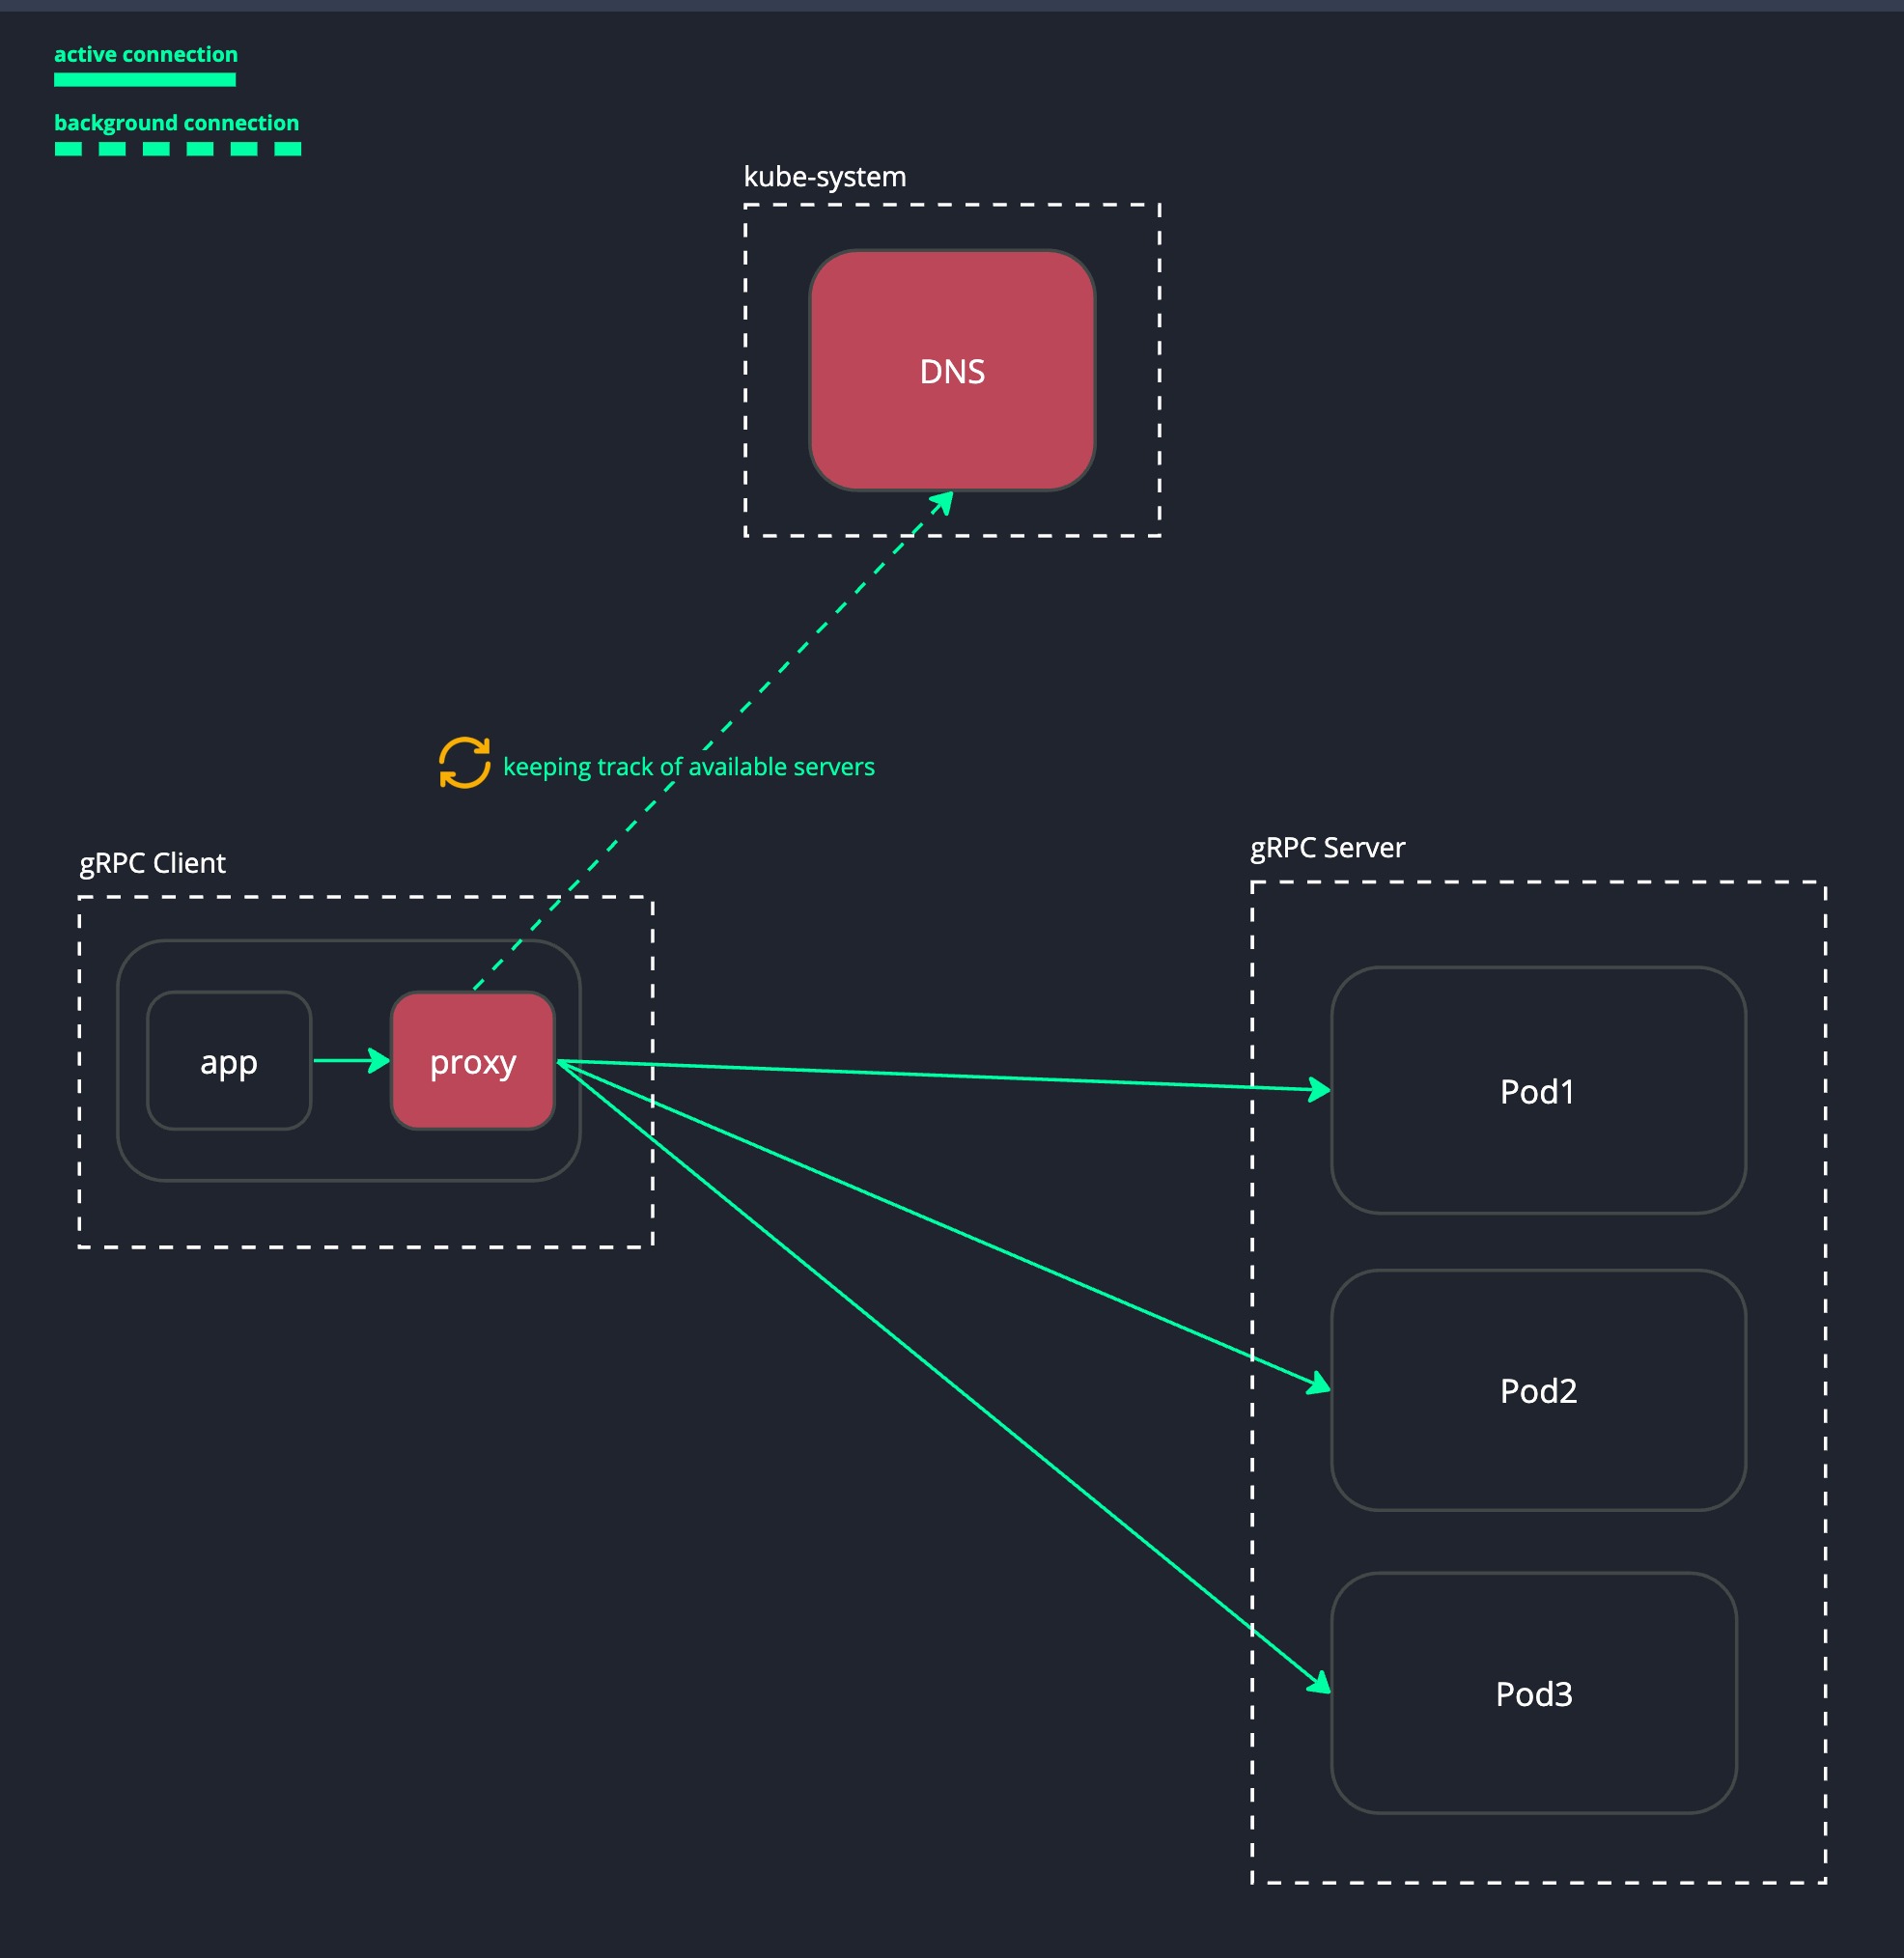 active connection
background connection
kube-system
DNS
keeping track of available servers
gRPC Client
gRPC Server
app
proxy
Pod1
Pod2
Pod3